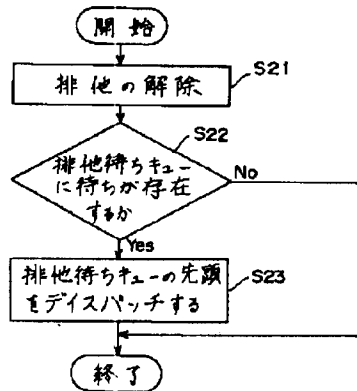 開始
S21
排他の解除
S22
排他待ちキュー
に待ちが存在
するか
No
Yes
S23
排他待ちキューの先頭
をディスパッチする
終了